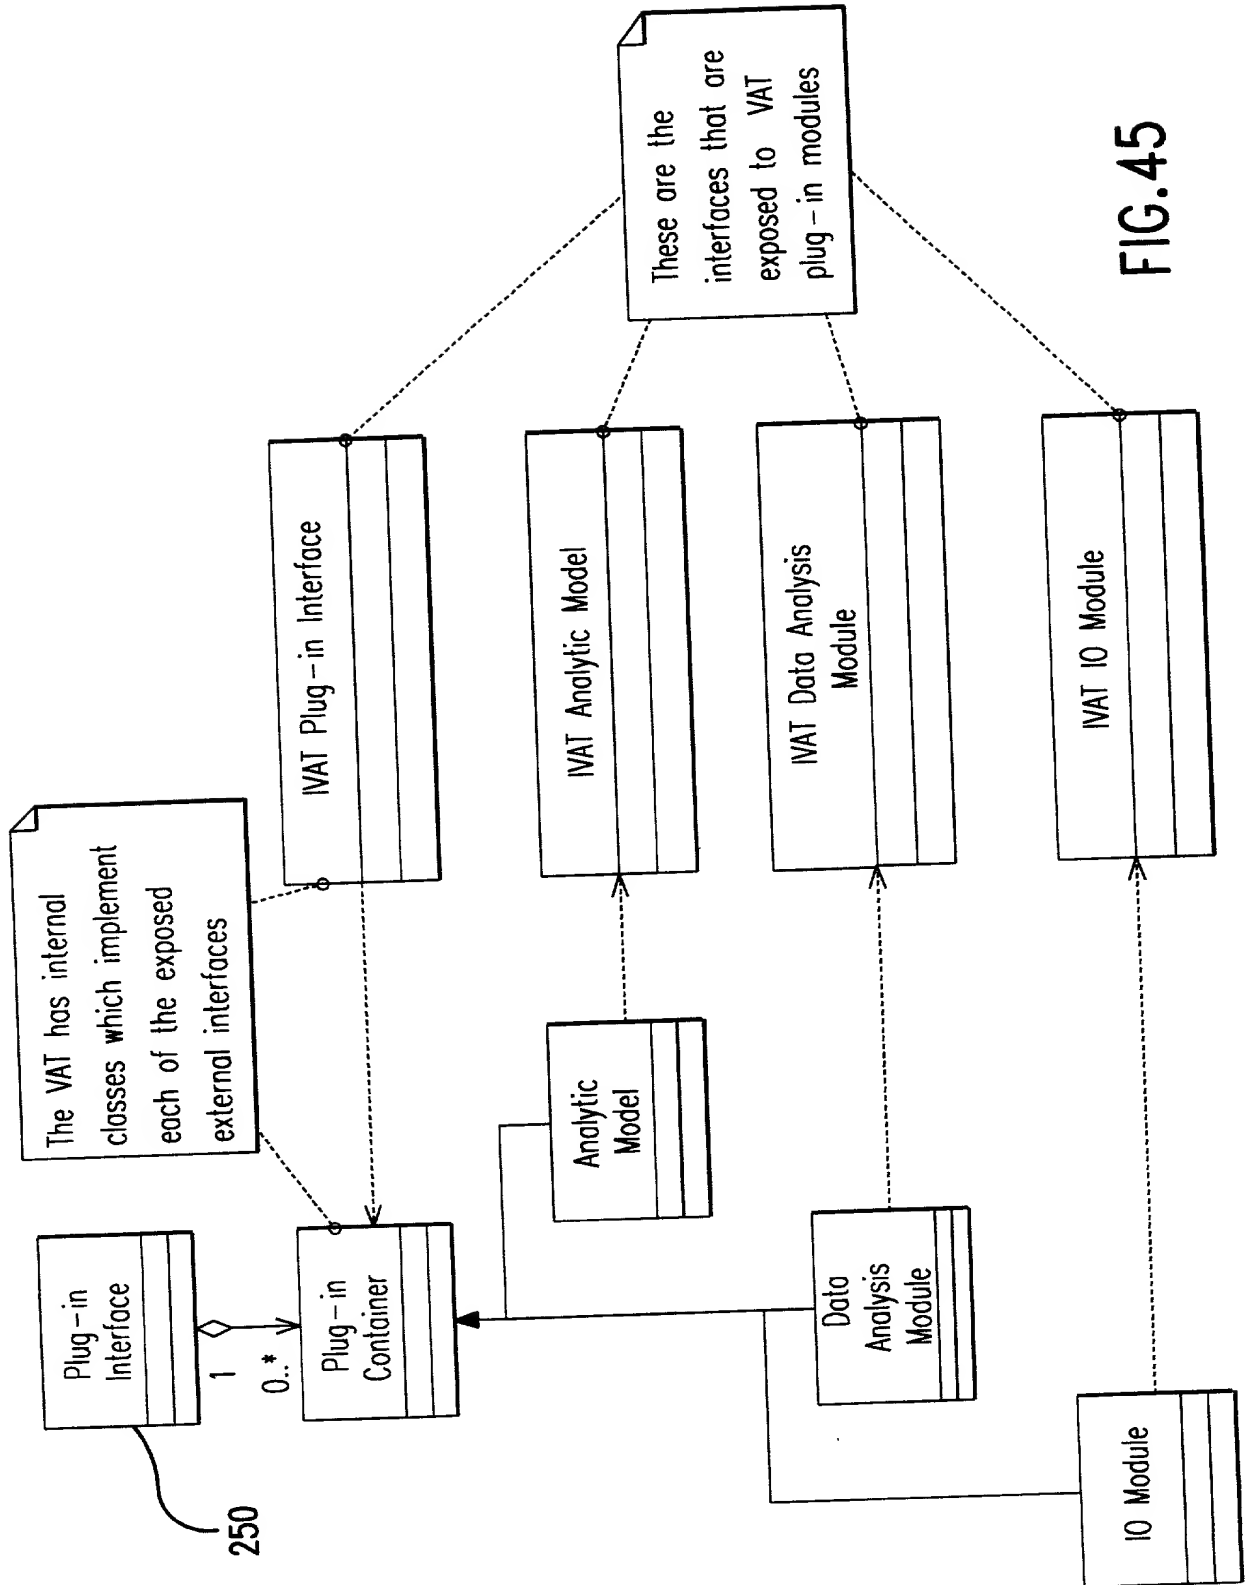 250
Plug-in
Interface
1
0..*
Plug-in
Container
The VAT has internal
classes which implement
each of the exposed
external interfaces
IVAT Plug-in Interface
Analytic
Model
IVAT Analytic Model
Data
Analysis
Module
IVAT Data Analysis
Module
IO Module
IVAT IO Module
These are the
interfaces that are
exposed to VAT
plug-in modules
FIG.45